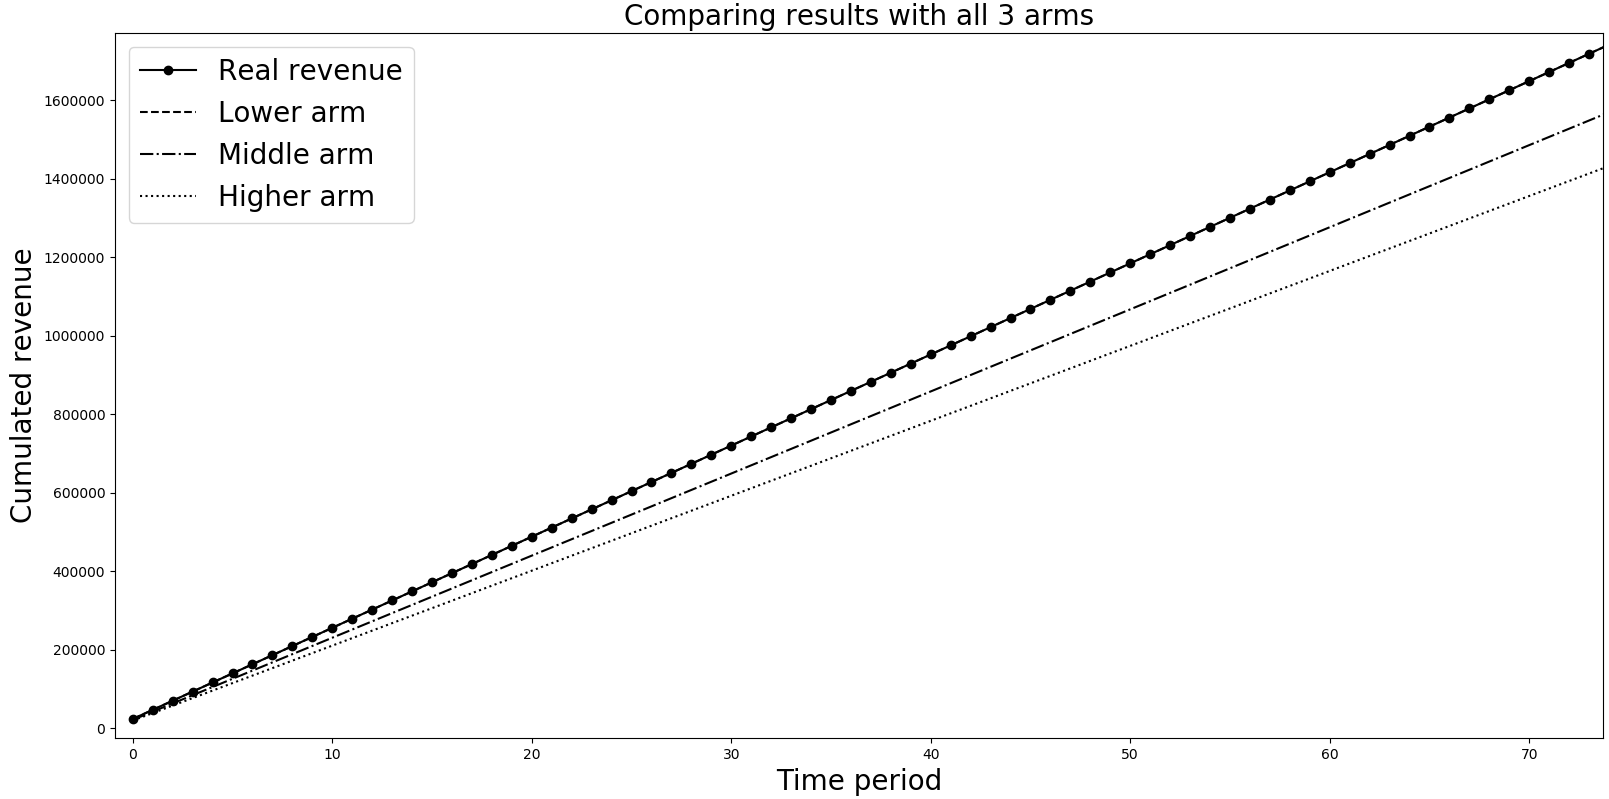 Comparing results with all 3 arms
Real revenue
Lower arm
Middle arm
Higher arm
Cumulated revenue
1600000
1400000
1200000
1000000
800000
600000
400000
200000
0
0 10 20 30 40 50 60 70
Time period